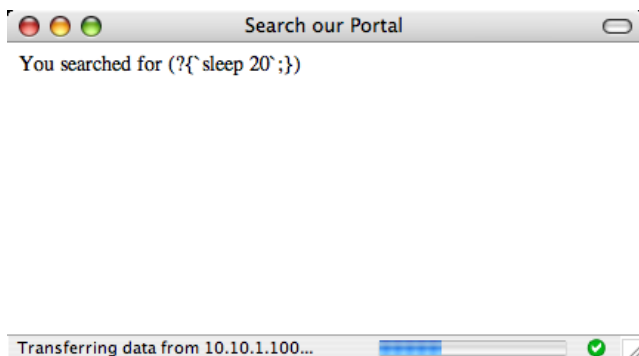 Search our Portal
You searched for (?{`sleep 20`;})
Transferring data from 10.10.1.100...